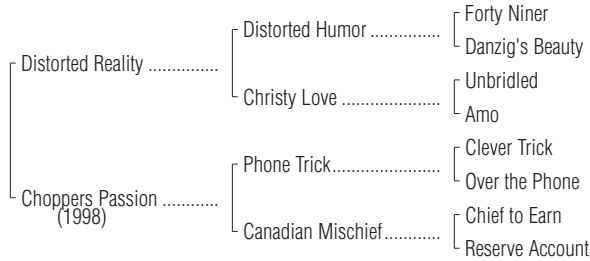 Forty Niner
Distorted Humor ...............
Danzig's Beauty
Distorted Reality ...............
Unbridled
Christy Love .....................
Amo
Clever Trick
Phone Trick.......................
Over the Phone
Choppers Passion ............
(1998)
Chief to Earn
Canadian Mischief............
Reserve Account